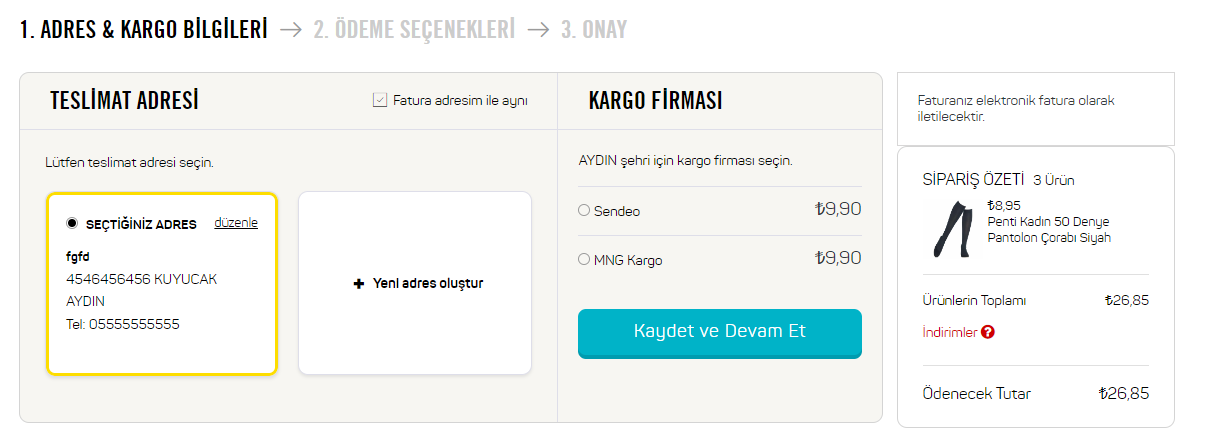 1. ADRES & KARGO BİLGİLERİ → 2. ÖDEME SEÇENEKLERİ → 3. ONAY
TESLİMAT ADRESİ
Fatura adresim ile aynı
Lütfen teslimat adresi seçin.
SEÇTİĞİNİZ ADRES düzenle
fgfd
4546456456 KUYUCAK
AYDIN
Tel: 05555555555
+ Yeni adres oluştur
KARGO FİRMASI
AYDIN şehri için kargo firması seçin.
Sendeo ₺9,90
MNG Kargo ₺9,90
Kaydet ve Devam Et
Faturanız elektronik fatura olarak
iletilecektir.
SİPARİŞ ÖZETİ 3 Ürün
₺8,95
Penti Kadın 50 Denye
Pantolon Çorabı Siyah
Ürünlerin Toplamı ₺26,85
İndirimler ?
Ödenecek Tutar ₺26,85